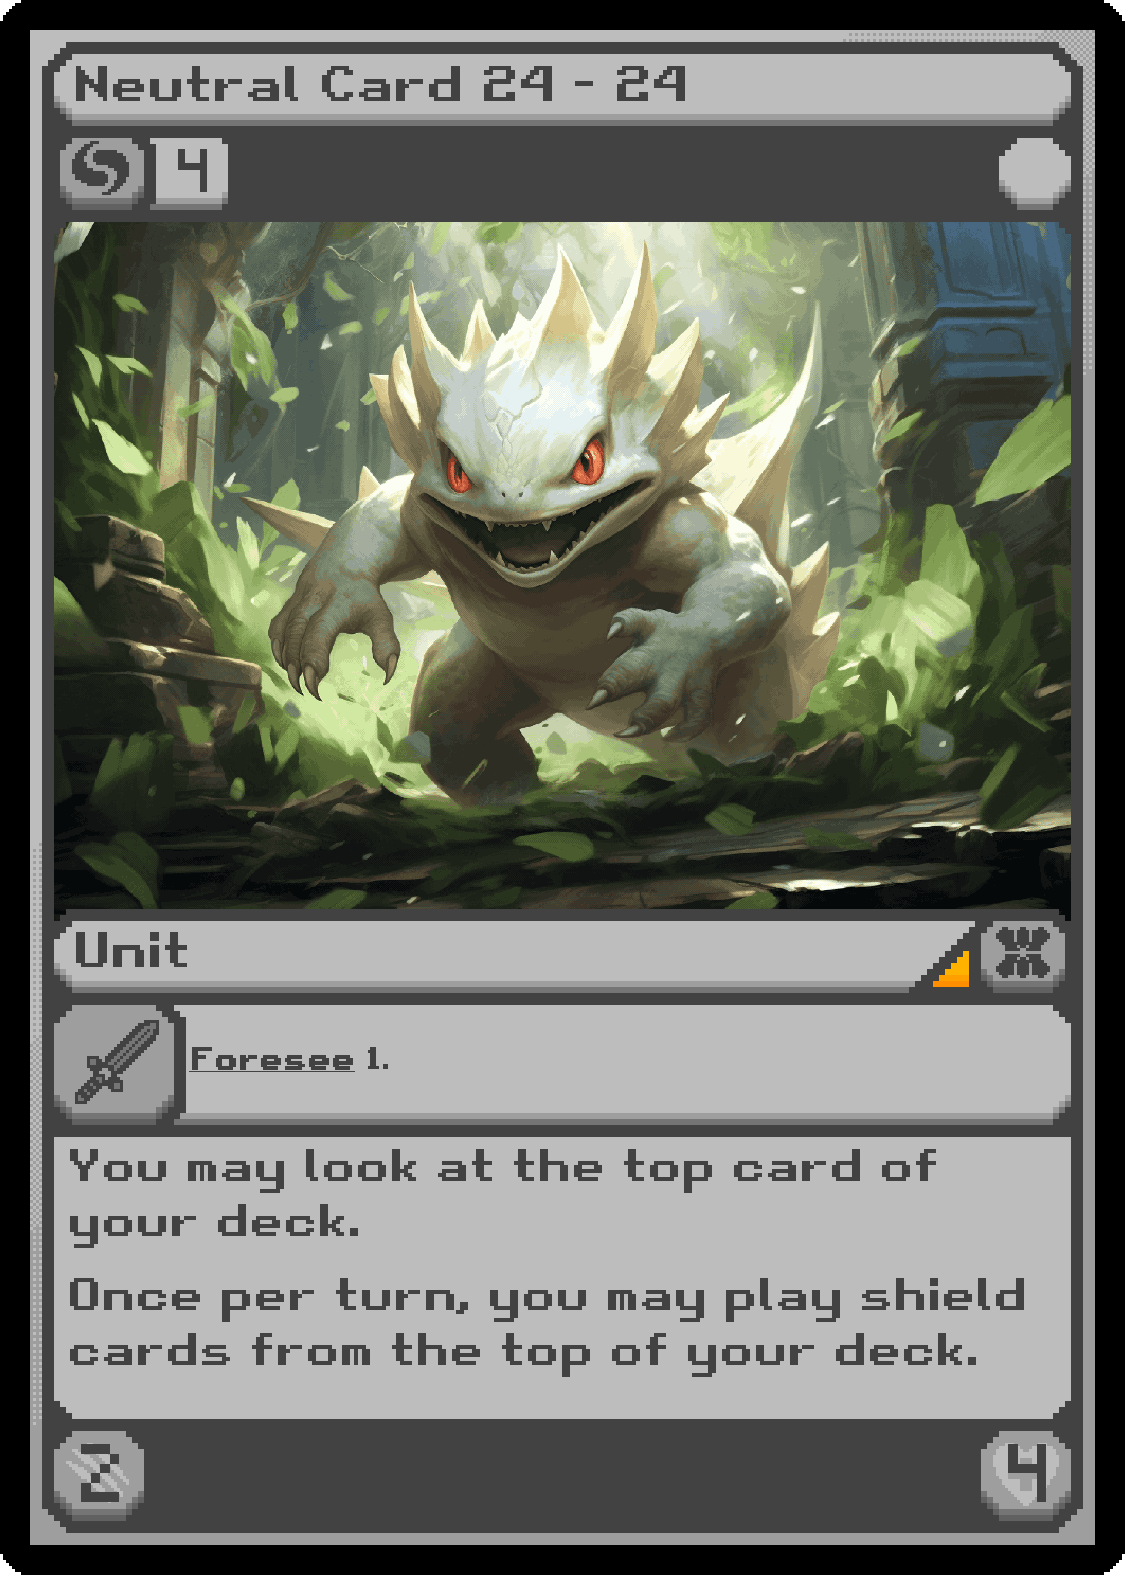 Neutral Card 24 - 24
4
Unit
Foresee 1.
You may look at the top card of
your deck.
Once per turn, you may play shield
cards from the top of your deck.
2
4